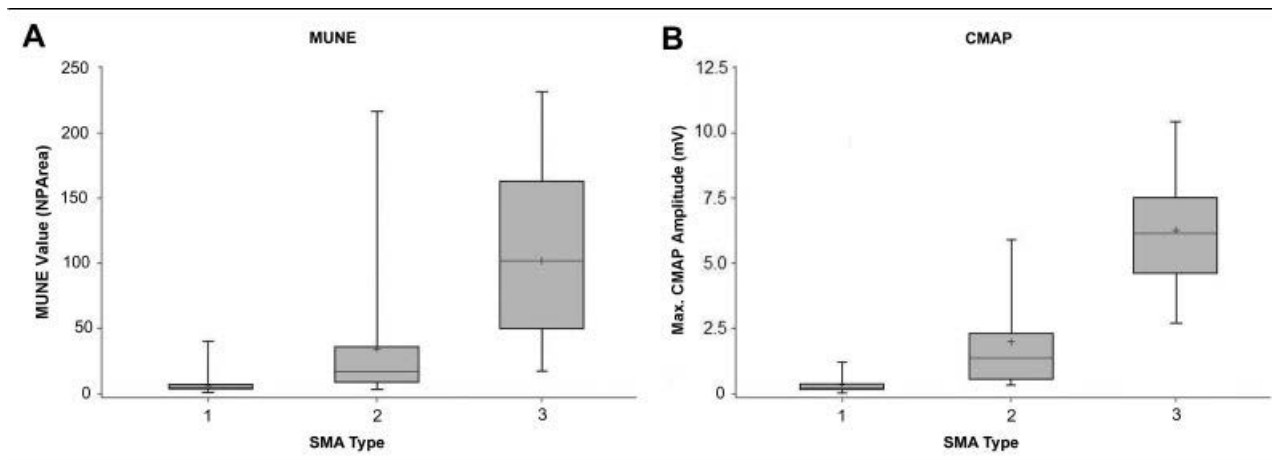 A
MUNE
MUNE Value (NPArea)
250
200
150
100
50
0
1 2 3
SMA Type
B
CMAP
Max. CMAP Amplitude (mV)
12.5
10.0
7.5
5.0
2.5
0
1 2 3
SMA Type